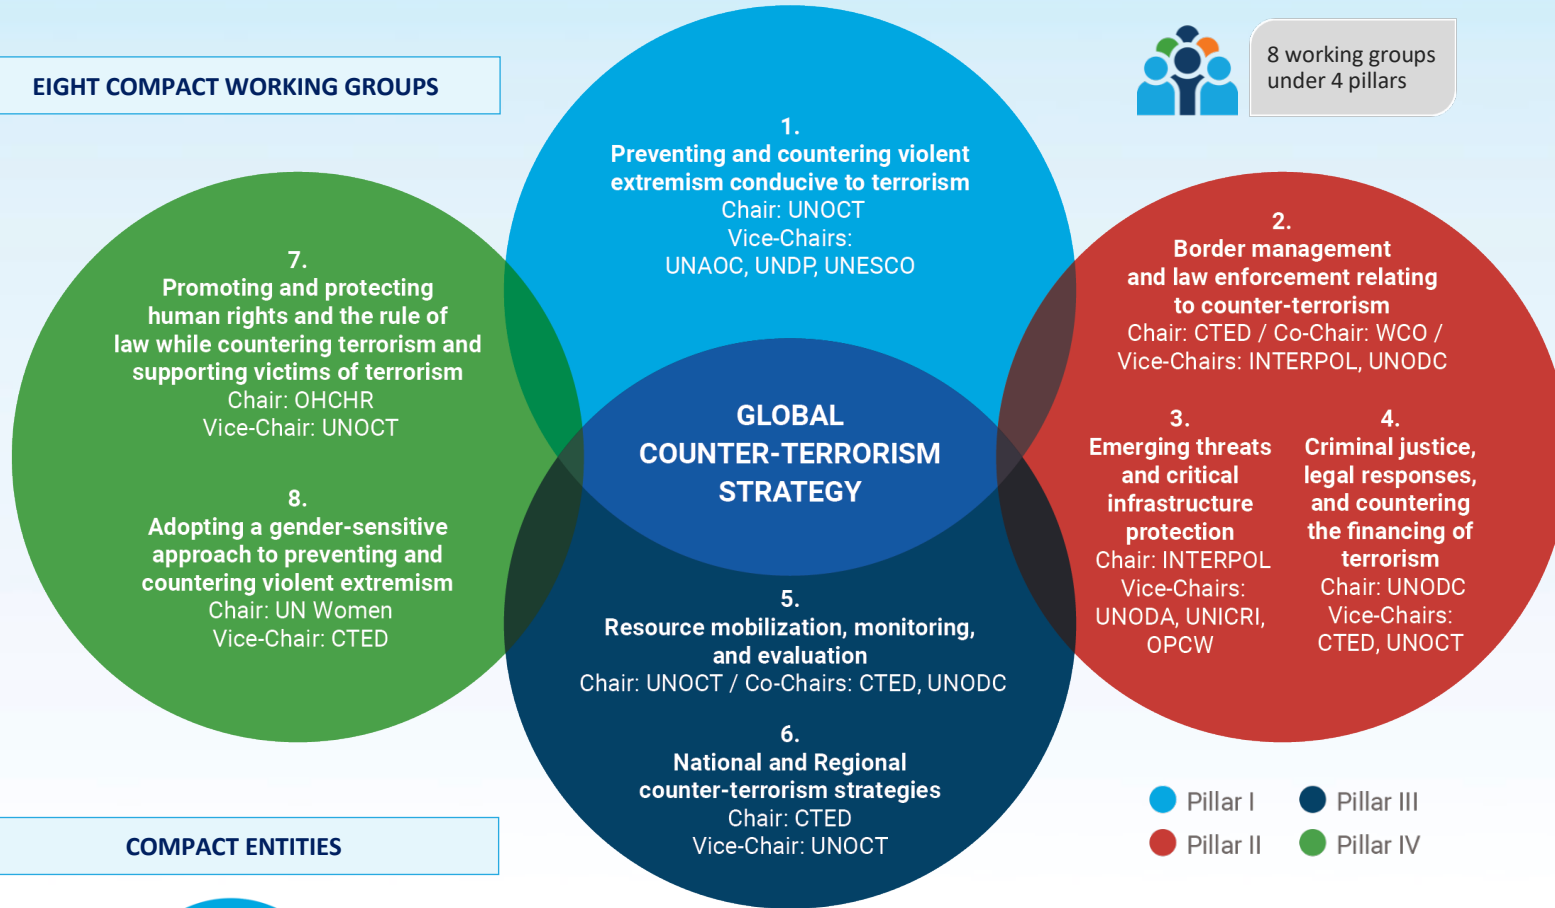 EIGHT COMPACT WORKING GROUPS
8 working groups
under 4 pillars
1.
Preventing and countering violent
extremism conducive to terrorism
Chair: UNOCT
Vice-Chairs:
UNAOC, UNDP, UNESCO
2.
Border management
and law enforcement relating
to counter-terrorism
Chair: CTED / Co-Chair: WCO /
Vice-Chairs: INTERPOL, UNODC
3.
Emerging threats
and critical
infrastructure
protection
Chair: INTERPOL
Vice-Chairs:
UNODA, UNICRI,
OPCW
4.
Criminal justice,
legal responses,
and countering
the financing of
terrorism
Chair: UNODC
Vice-Chairs:
CTED, UNOCT
7.
Promoting and protecting
human rights and the rule of
law while countering terrorism and
supporting victims of terrorism
Chair: OHCHR
Vice-Chair: UNOCT
8.
Adopting a gender-sensitive
approach to preventing and
countering violent extremism
Chair: UN Women
Vice-Chair: CTED
GLOBAL
COUNTER-TERRORISM
STRATEGY
5.
Resource mobilization, monitoring,
and evaluation
Chair: UNOCT / Co-Chairs: CTED, UNODC
6.
National and Regional
counter-terrorism strategies
Chair: CTED
Vice-Chair: UNOCT
Pillar I
Pillar III
Pillar II
Pillar IV
COMPACT ENTITIES